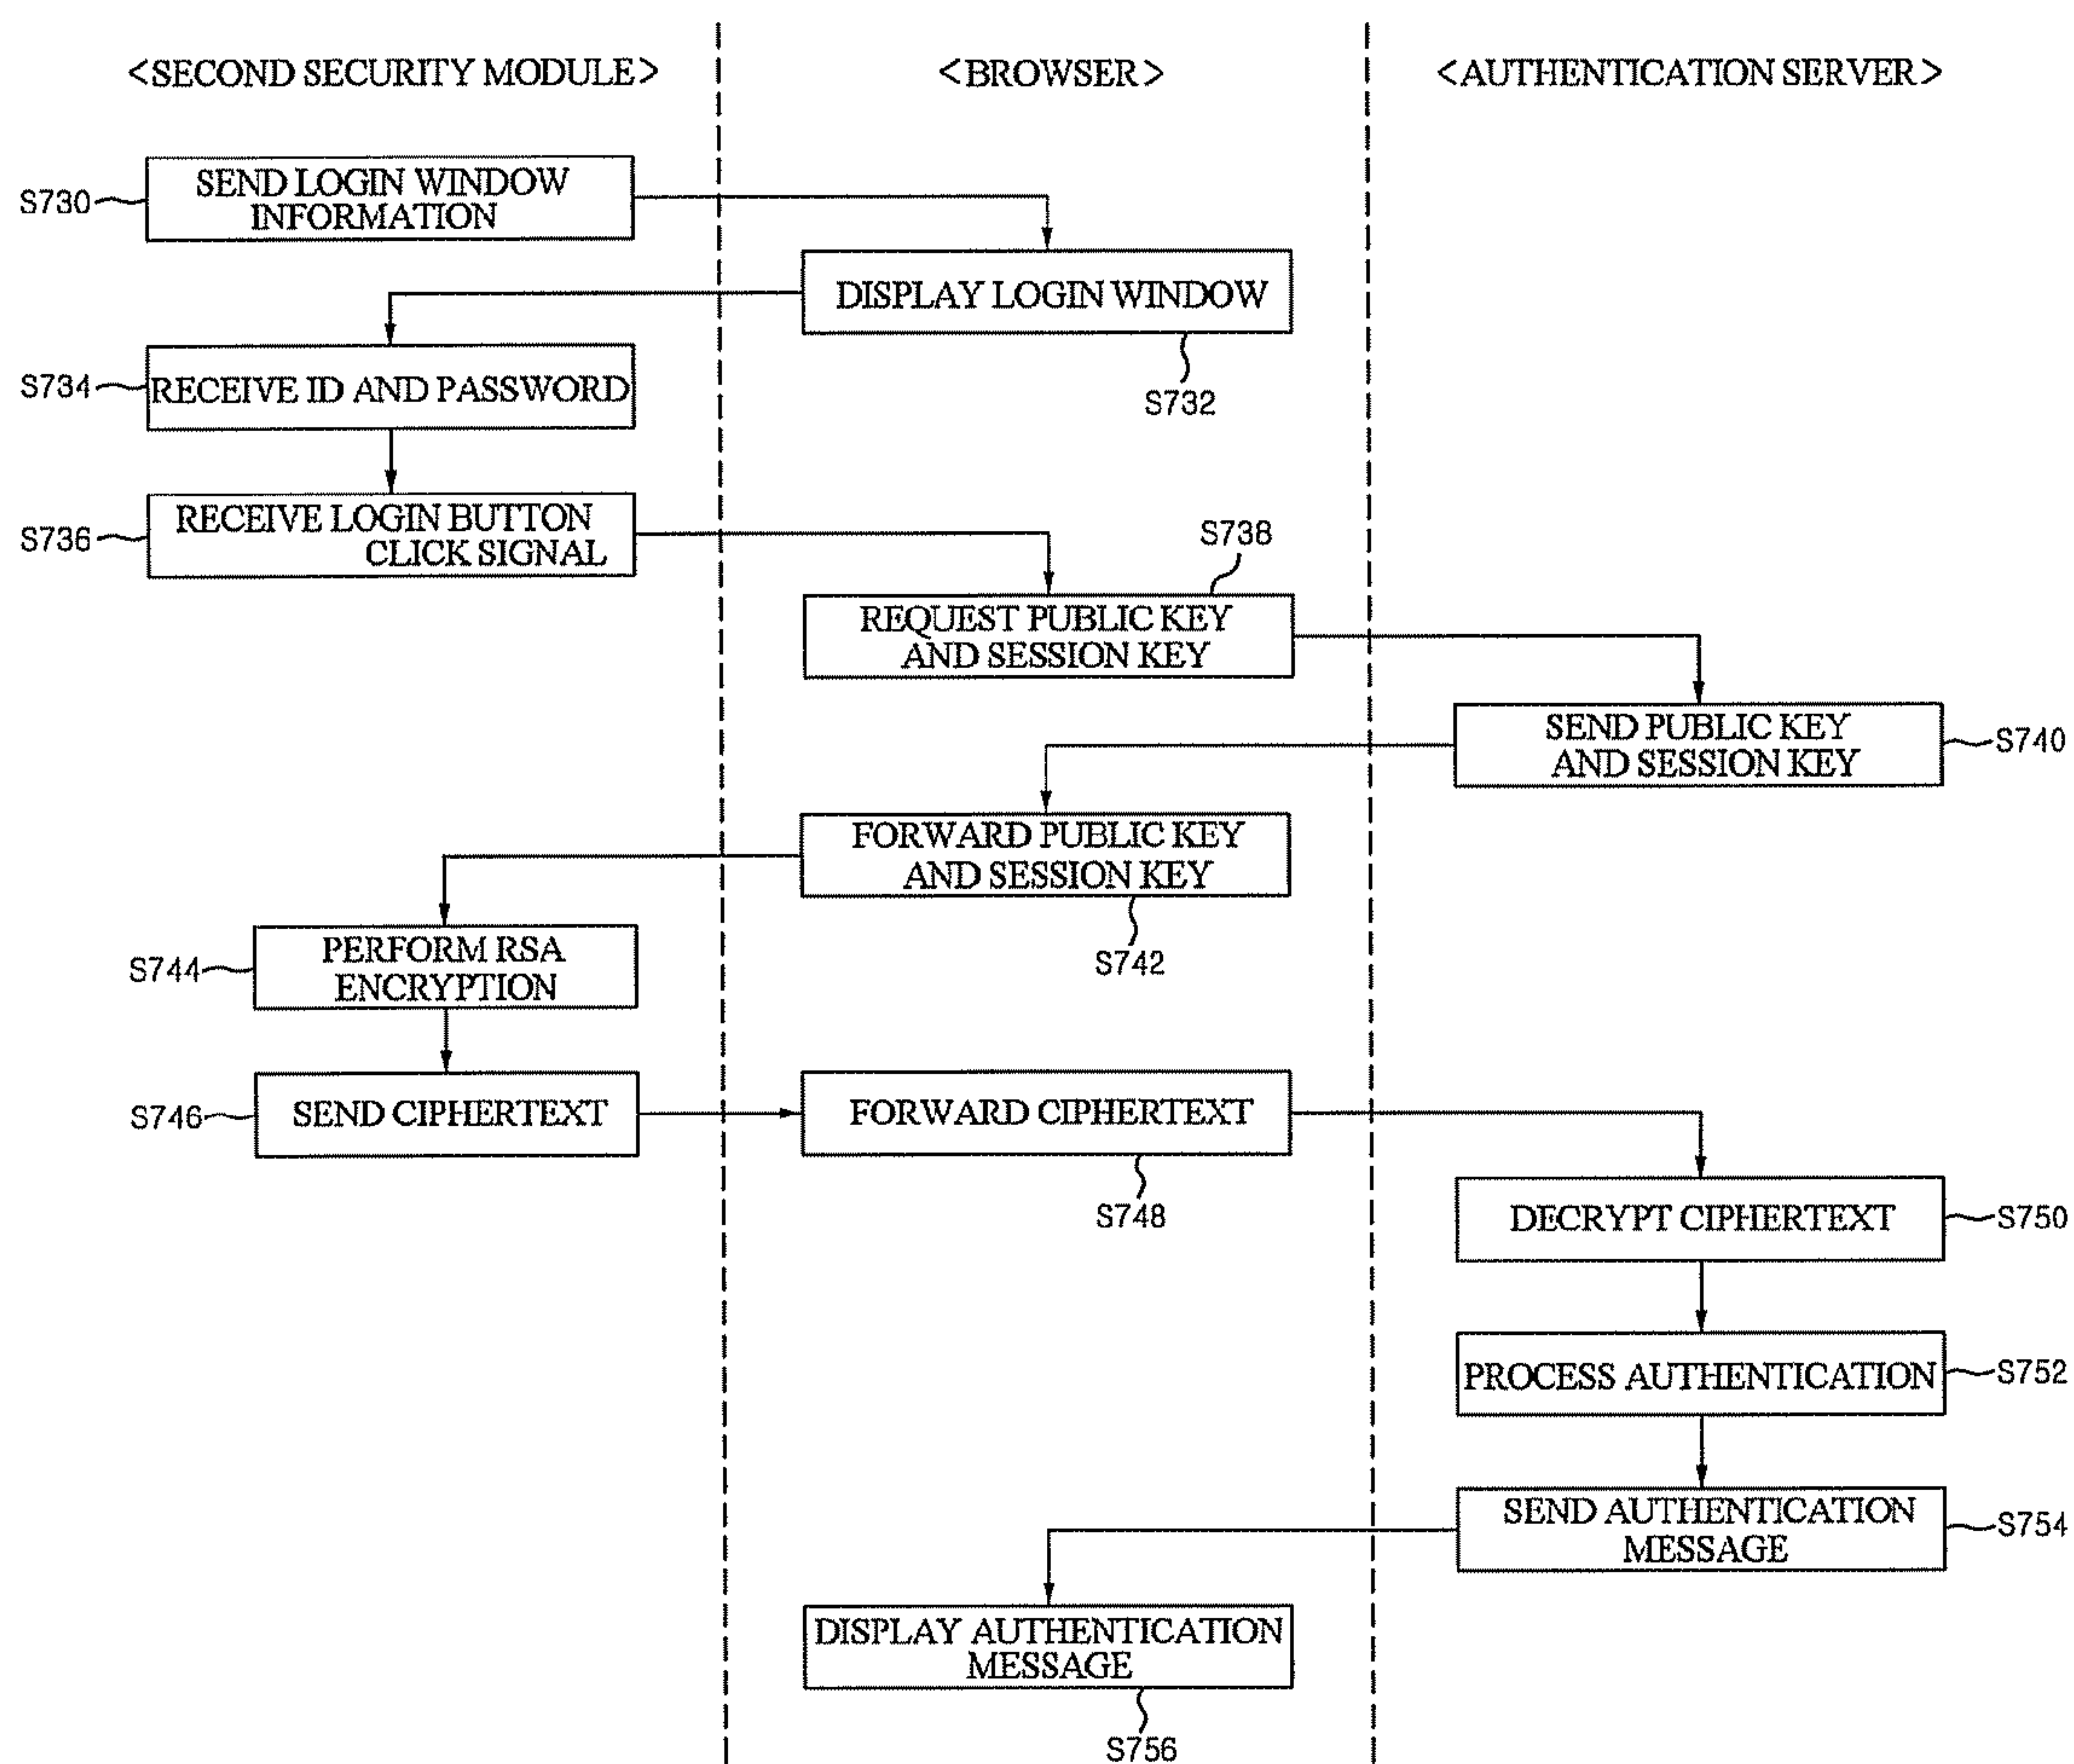 <SECOND SECURITY MODULE>
<BROWSER>
<AUTHENTICATION SERVER>
S730
SEND LOGIN WINDOW
INFORMATION
DISPLAY LOGIN WINDOW
S732
S734
RECEIVE ID AND PASSWORD
S736
RECEIVE LOGIN BUTTON
CLICK SIGNAL
S738
REQUEST PUBLIC KEY
AND SESSION KEY
SEND PUBLIC KEY
AND SESSION KEY
S740
FORWARD PUBLIC KEY
AND SESSION KEY
S742
S744
PERFORM RSA
ENCRYPTION
S746
SEND CIPHERTEXT
FORWARD CIPHERTEXT
S748
DECRYPT CIPHERTEXT
S750
PROCESS AUTHENTICATION
S752
SEND AUTHENTICATION
MESSAGE
S754
DISPLAY AUTHENTICATION
MESSAGE
S756